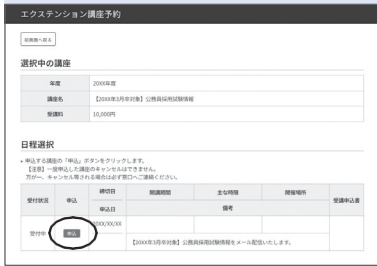 エクステンション講座予約
前画面へ戻る
選択中の講座
年度 20XX年度
講座名 【20XX年3月卒対象】公務員採用試験情報
受講料 10,000円
日程選択
▸ 申込する講座の「申込」ボタンをクリックします。
【注意】一度申込した講座のキャンセルはできません。
万が一、キャンセル等される場合は必ず窓口へご連絡ください。
受付状況 申込 締切日 開講期間 主な時限 開催場所 受講申込者
申込日 備考
受付中 申込 20XX/XX/XX
【20XX年3月卒対象】公務員採用試験情報をメール配信いたします。